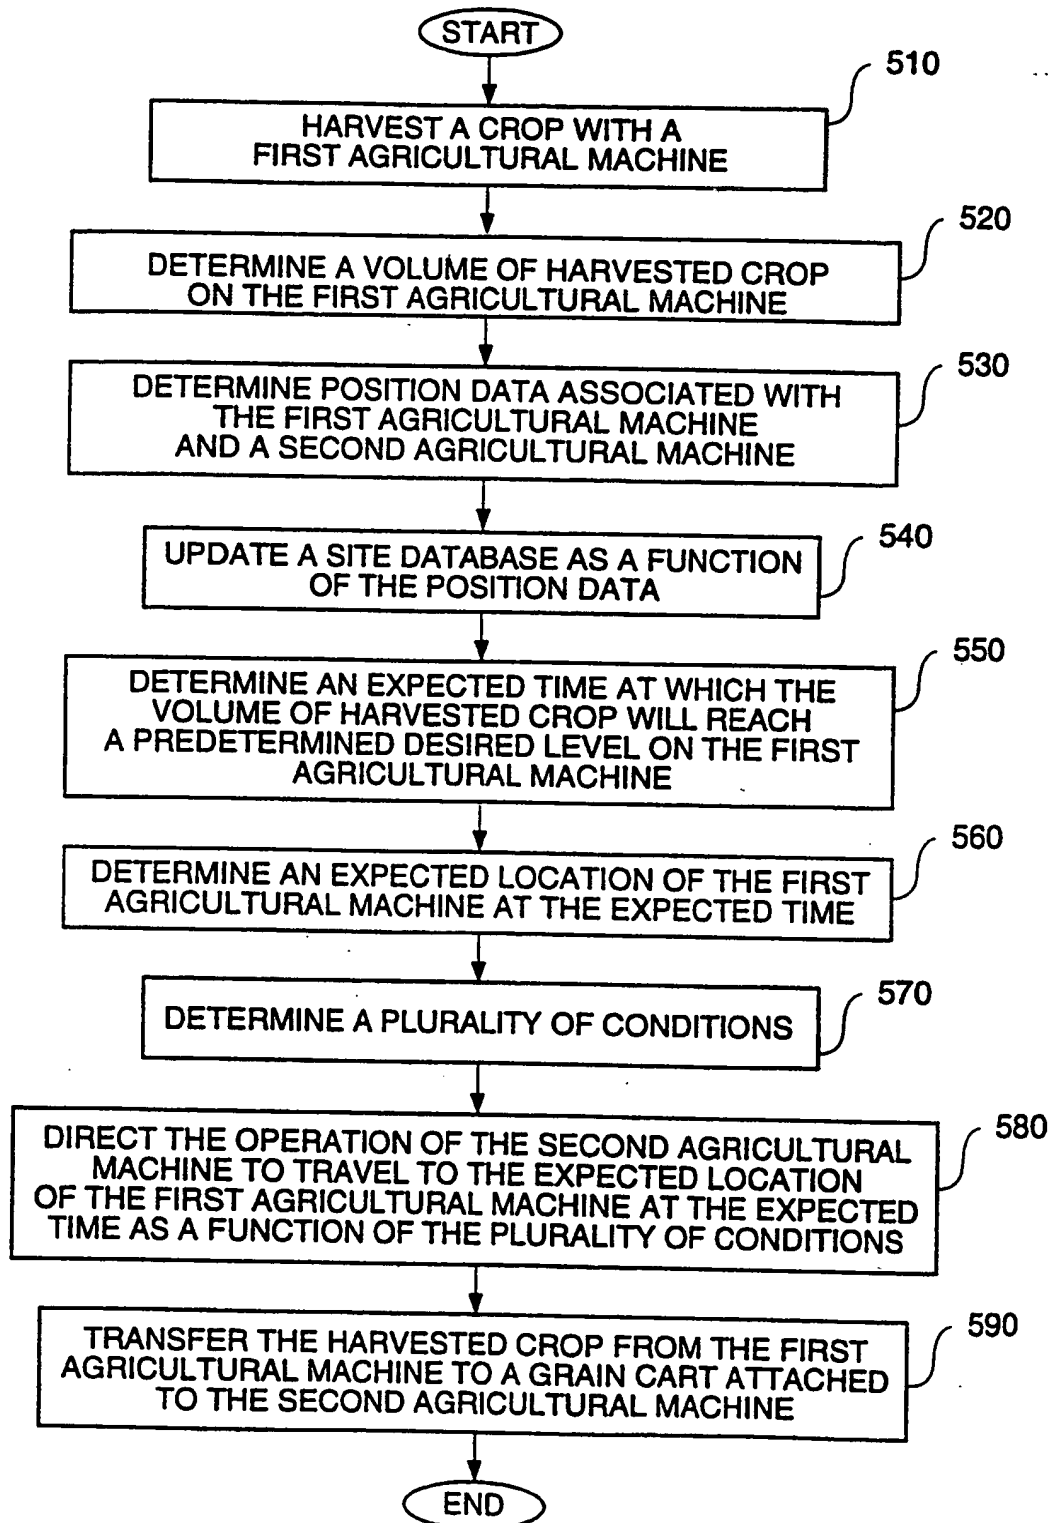 START
510
HARVEST A CROP WITH A
FIRST AGRICULTURAL MACHINE
520
DETERMINE A VOLUME OF HARVESTED CROP
ON THE FIRST AGRICULTURAL MACHINE
530
DETERMINE POSITION DATA ASSOCIATED WITH
THE FIRST AGRICULTURAL MACHINE
AND A SECOND AGRICULTURAL MACHINE
540
UPDATE A SITE DATABASE AS A FUNCTION
OF THE POSITION DATA
550
DETERMINE AN EXPECTED TIME AT WHICH THE
VOLUME OF HARVESTED CROP WILL REACH
A PREDETERMINED DESIRED LEVEL ON THE FIRST
AGRICULTURAL MACHINE
560
DETERMINE AN EXPECTED LOCATION OF THE FIRST
AGRICULTURAL MACHINE AT THE EXPECTED TIME
570
DETERMINE A PLURALITY OF CONDITIONS
580
DIRECT THE OPERATION OF THE SECOND AGRICULTURAL
MACHINE TO TRAVEL TO THE EXPECTED LOCATION
OF THE FIRST AGRICULTURAL MACHINE AT THE EXPECTED
TIME AS A FUNCTION OF THE PLURALITY OF CONDITIONS
590
TRANSFER THE HARVESTED CROP FROM THE FIRST
AGRICULTURAL MACHINE TO A GRAIN CART ATTACHED
TO THE SECOND AGRICULTURAL MACHINE
END